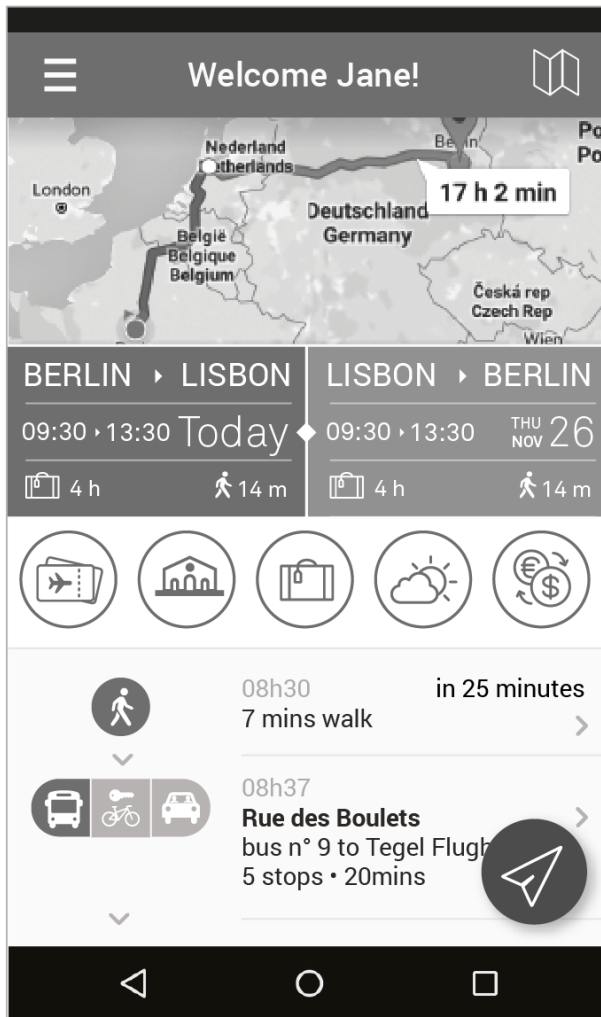 Welcome Jane!
Nederland
Netherlands
Berlin
Po
Po
London
17 h 2 min
Deutschland
Germany
België
Belgique
Belgium
Česká rep
Czech Rep
Wien
BERLIN ‣ LISBON
09:30 ‣ 13:30 Today
4 h 14 m
LISBON ‣ BERLIN
09:30 ‣ 13:30 THU NOV 26
4 h 14 m
€
$
08h30 in 25 minutes
7 mins walk
08h37
Rue des Boulets
bus n° 9 to Tegel Flugh
5 stops • 20mins